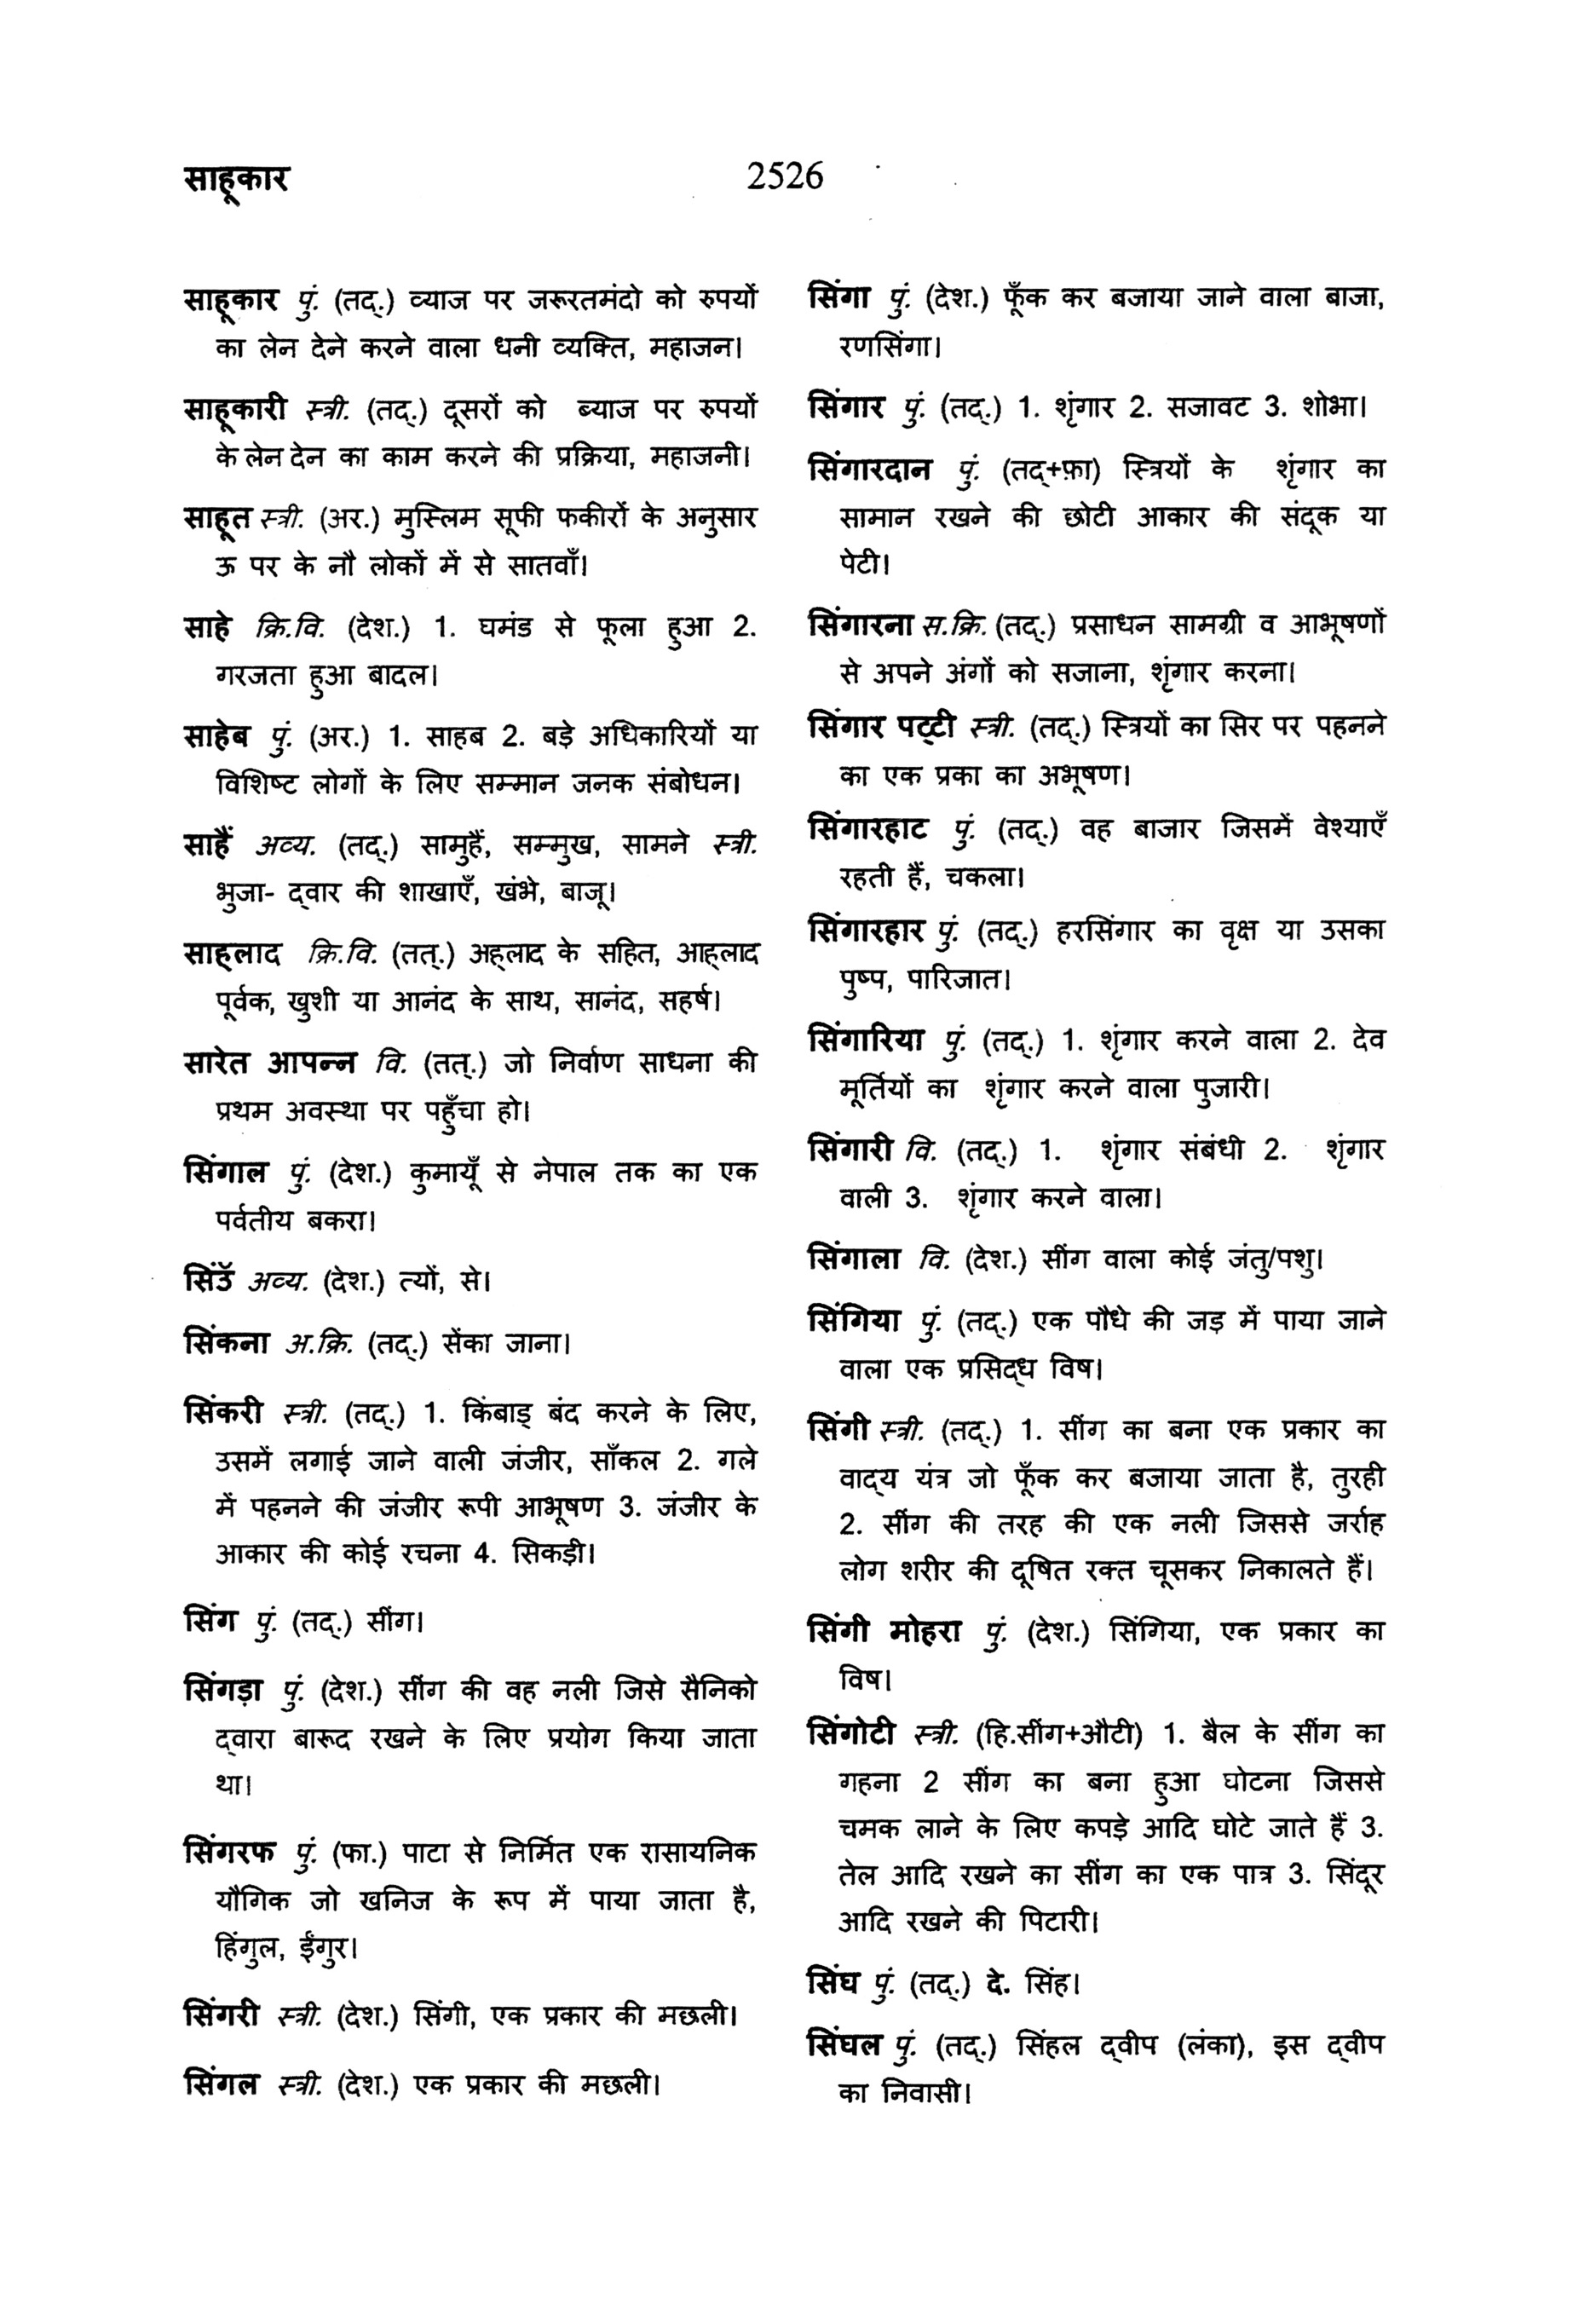 साहूकार
2526
साहूकार पुं. (तद्.) व्याज पर जरूरतमंदो को रुपयों
का लेन देने करने वाला धनी व्यक्ति, महाजन।
साहूकारी स्त्री. (तद्.) दूसरों को ब्याज पर रुपयों
के लेन देन का काम करने की प्रक्रिया, महाजनी।
साहूत स्त्री. (अर.) मुस्लिम सूफी फकीरों के अनुसार
ऊ पर के नौ लोकों में से सातवाँ।
साहे क्रि.वि. (देश.) 1. घमंड से फूला हुआ 2.
गरजता हुआ बादल।
साहेब पुं. (अर.) 1. साहब 2. बड़े अधिकारियों या
विशिष्ट लोगों के लिए सम्मान जनक संबोधन।
साहैं अव्य. (तद्.) सामुहैं, सम्मुख, सामने स्त्री.
भुजा- द्‌वार की शाखाएँ, खंभे, बाजू।
साह्‌लाद क्रि.वि. (तत्.) अह्‌लाद के सहित, आह्‌लाद
पूर्वक, खुशी या आनंद के साथ, सानंद, सहर्ष।
सारेत आपन्न वि. (तत्.) जो निर्वाण साधना की
प्रथम अवस्था पर पहुँचा हो।
सिंगाल पुं. (देश.) कुमायूँ से नेपाल तक का एक
पर्वतीय बकरा।
सिंउँ अव्य. (देश.) त्यों, से।
सिंकना अ.क्रि. (तद्.) सेंका जाना।
सिंकरी स्त्री. (तद्.) 1. किंबाड् बंद करने के लिए,
उसमें लगाई जाने वाली जंजीर, साँकल 2. गले
में पहनने की जंजीर रूपी आभूषण 3. जंजीर के
आकार की कोई रचना 4. सिकड़ी।
सिंग पुं. (तद्.) सींग।
सिंगड़ा पुं. (देश.) सींग की वह नली जिसे सैनिको
द्‌वारा बारूद रखने के लिए प्रयोग किया जाता
था।
सिंगरफ पुं. (फा.) पाटा से निर्मित एक रासायनिक
यौगिक जो खनिज के रूप में पाया जाता है,
हिंगुल, ईंगुर।
सिंगरी स्त्री. (देश.) सिंगी, एक प्रकार की मछली।
सिंगल स्त्री. (देश.) एक प्रकार की मछली।
सिंगा पुं. (देश.) फूँक कर बजाया जाने वाला बाजा,
रणसिंगा।
सिंगार पुं. (तद्.) 1. शृंगार 2. सजावट 3. शोभा।
सिंगारदान पुं. (तद्+फ़ा) स्त्रियों के शृंगार का
सामान रखने की छोटी आकार की संदूक या
पेटी।
सिंगारना स.क्रि. (तद्.) प्रसाधन सामग्री व आभूषणों
से अपने अंगों को सजाना, शृंगार करना।
सिंगार पट्‌टी स्त्री. (तद्.) स्त्रियों का सिर पर पहनने
का एक प्रका का अभूषण।
सिंगारहाट पुं. (तद्.) वह बाजार जिसमें वेश्याएँ
रहती हैं, चकला।
सिंगारहार पुं. (तद्.) हरसिंगार का वृक्ष या उसका
पुष्प, पारिजात।
सिंगारिया पुं. (तद्.) 1. शृंगार करने वाला 2. देव
मूर्तियों का शृंगार करने वाला पुजारी।
सिंगारी वि. (तद्.) 1. शृंगार संबंधी 2. शृंगार
वाली 3. शृंगार करने वाला।
सिंगाला वि. (देश.) सींग वाला कोई जंतु/पशु।
सिंगिया पुं. (तद्.) एक पौधे की जड़ में पाया जाने
वाला एक प्रसिद्‌ध विष।
सिंगी स्त्री. (तद्.) 1. सींग का बना एक प्रकार का
वाद्‌य यंत्र जो फूँक कर बजाया जाता है, तुरही
2. सींग की तरह की एक नली जिससे जर्राह
लोग शरीर की दूषित रक्त चूसकर निकालते हैं।
सिंगी मोहरा पुं. (देश.) सिंगिया, एक प्रकार का
विष।
सिंगोटी स्त्री. (हि.सींग+औटी) 1. बैल के सींग का
गहना 2 सींग का बना हुआ घोटना जिससे
चमक लाने के लिए कपड़े आदि घोटे जाते हैं 3.
तेल आदि रखने का सींग का एक पात्र 3. सिंदूर
आदि रखने की पिटारी।
सिंघ पुं. (तद्.) दे. सिंह।
सिंघल पुं. (तद्.) सिंहल द्‌वीप (लंका), इस द्‌वीप
का निवासी।